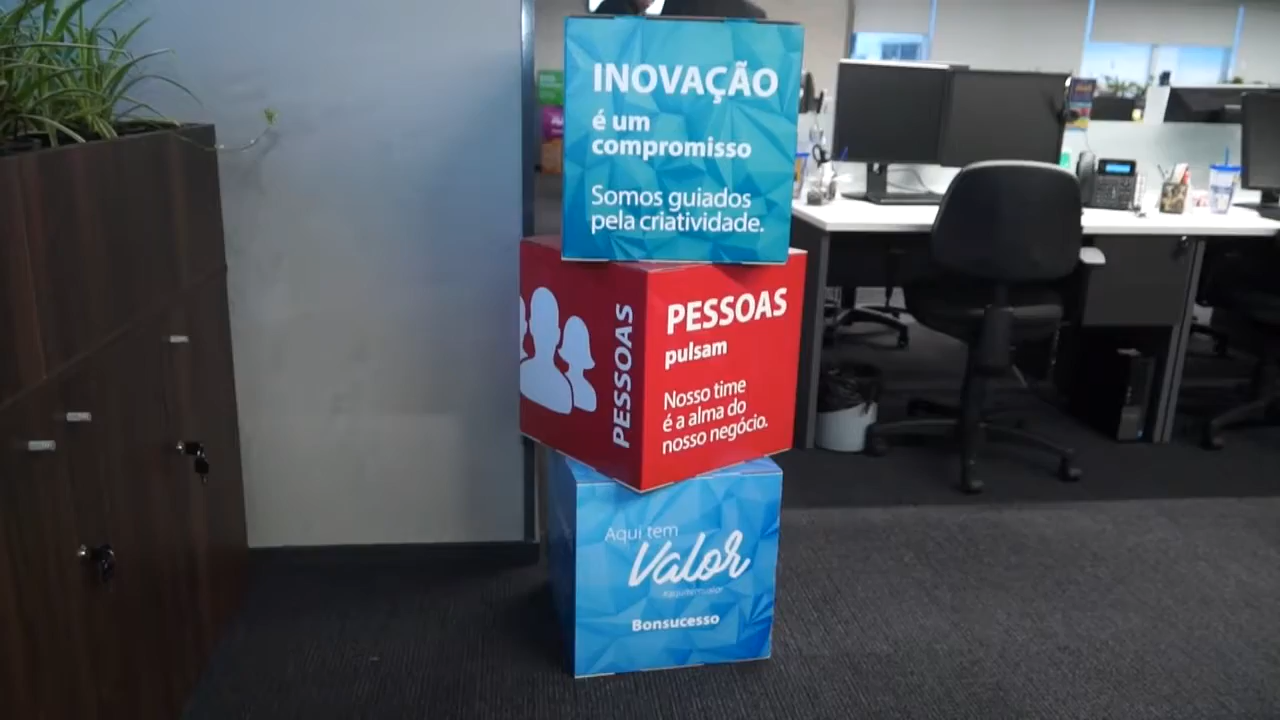 INOVAÇÃO
é um
compromisso
Somos guiados
pela criatividade.
PESSOAS
PESSOAS
pulsam
Nosso time
é a alma do
nosso negócio.
Aqui tem
Valor
#aquitemvalor
Bonsucesso